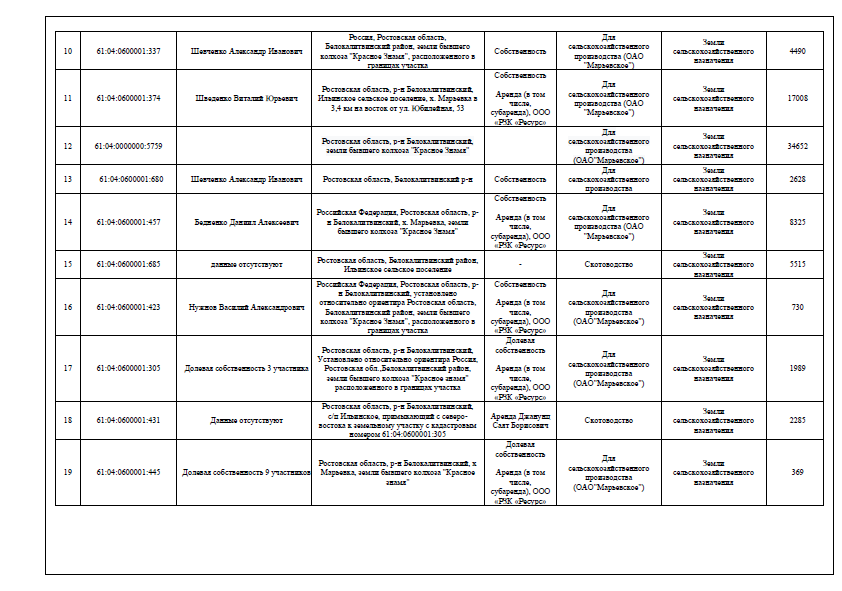 10 61:04:0600001:337 Шевченко Александр Иванович Россия, Ростовская область, Белокалитвинский район, земли бывшего колхоза "Красное Знамя", расположенного в границах участка Собственность Для сельскохозяйственного производства (ОАО "Марьевское") Земли сельскохозяйственного назначения 4490
11 61:04:0600001:374 Шведенко Виталий Юрьевич Ростовская область, р-н Белокалитвинский, Ильинское сельское поселение, х. Марьевка в 3,4 км на восток от ул. Юбилейная, 53 Собственность Аренда (в том числе, субаренда), ООО «РЗК «Ресурс» Для сельскохозяйственного производства (ОАО "Марьевское") Земли сельскохозяйственного назначения 17008
12 61:04:0000000:5759 Ростовская область, р-н Белокалитвинский, земли бывшего колхоза "Красное Знамя" Для сельскохозяйственного производства (ОАО"Марьевское) Земли сельскохозяйственного назначения 34652
13 61:04:0600001:680 Шевченко Александр Иванович Ростовская область, Белокалитвинский р-н Собственность Для сельскохозяйственного производства Земли сельскохозяйственного назначения 2628
14 61:04:0600001:457 Бедненко Даниил Алексеевич Российская Федерация, Ростовская область, р-н Белокалитвинский, х. Марьевка, земли бывшего колхоза "Красное Знамя" Собственность Аренда (в том числе, субаренда), ООО «РЗК «Ресурс» Для сельскохозяйственного производства (ОАО "Марьевское") Земли сельскохозяйственного назначения 8325
15 61:04:0600001:685 данные отсутствуют Ростовская область, Белокалитвинский район, Ильинское сельское поселение - Скотоводство Земли сельскохозяйственного назначения 5515
16 61:04:0600001:423 Нужнов Василий Александрович Российская Федерация, Ростовская область, р-н Белокалитвинский, установлено относительно ориентира Ростовская область, Белокалитвинский район, земли бывшего колхоза "Красное Знамя", расположенного в границах участка Собственность Аренда (в том числе, субаренда), ООО «РЗК «Ресурс» Для сельскохозяйственного производства (ОАО"Марьевское") Земли сельскохозяйственного назначения 730
17 61:04:0600001:305 Долевая собственность 3 участника Ростовская область, р-н Белокалитвинский, Установлено относительно ориентира Россия, Ростовская обл.,Белокалитвинский район, земли бывшего колхоза "Красное знамя" расположенного в границах участка Долевая собственность Аренда (в том числе, субаренда), ООО «РЗК «Ресурс» Для сельскохозяйственного производства (ОАО"Марьевское") Земли сельскохозяйственного назначения 1989
18 61:04:0600001:431 Данные отсутствуют Ростовская область, р-н Белокалитвинский, с/п Ильинское, примыкающий с северо-востока к земельному участку с кадастровым номером 61:04:0600001:305 Аренда Джанунц Саят Борисович Скотоводство Земли сельскохозяйственного назначения 2285
19 61:04:0600001:445 Долевая собственность 9 участников Ростовская область, р-н Белокалитвинский, х Марьевка, земли бывшего колхоза "Красное знамя" Долевая собственность Аренда (в том числе, субаренда), ООО «РЗК «Ресурс» Для сельскохозяйственного производства (ОАО"Марьевское") Земли сельскохозяйственного назначения 369